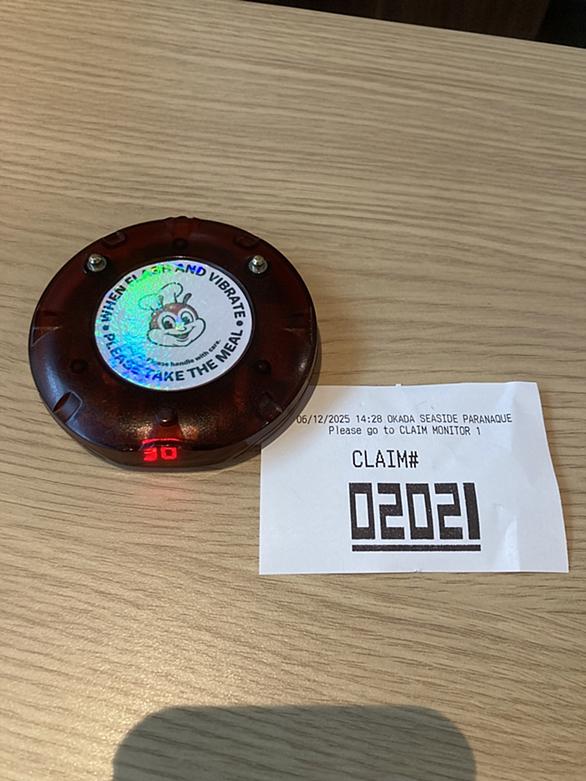 WHEN FLASH AND VIBRATE
Please handle with care.
PLEASE TAKE THE MEAL
06/12/2025 14:28 OKADA SEASIDE PARANAQUE
Please go to CLAIM MONITOR 1
CLAIM#
02021